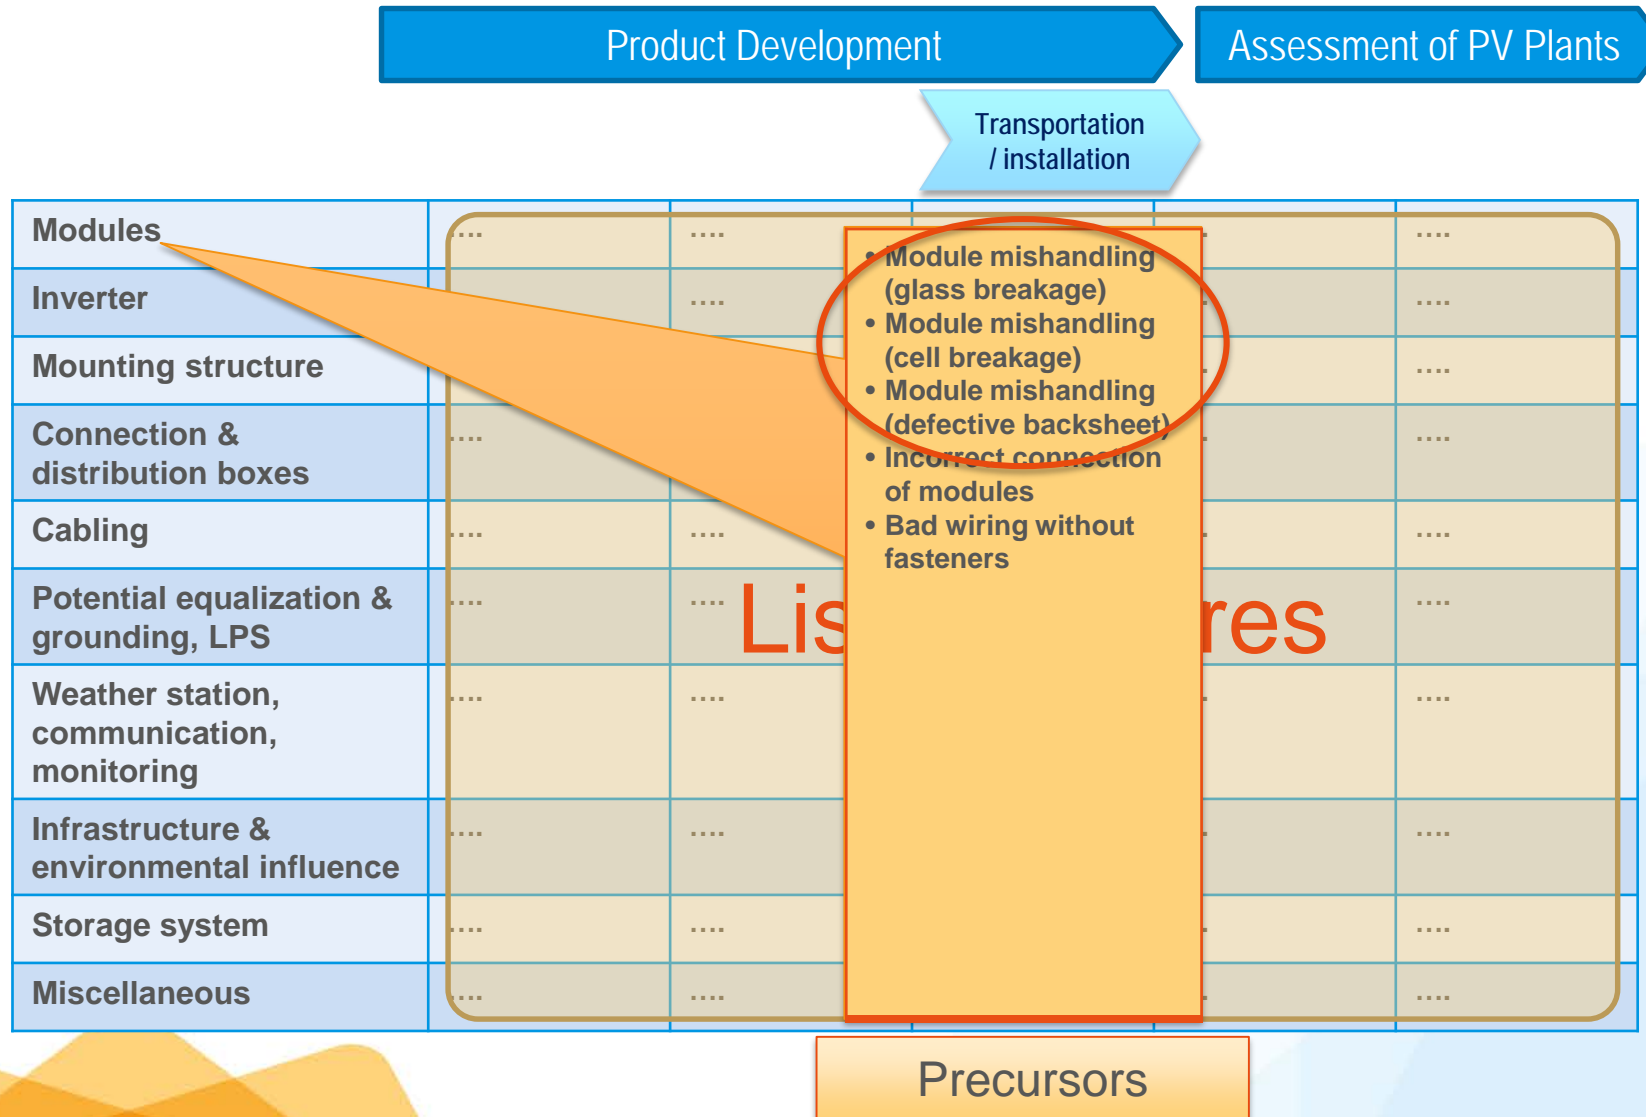 Product Development
Assessment of PV Plants
Transportation
/ installation
Modules
....
....
....
• Module mishandling
(glass breakage)
• Module mishandling
(cell breakage)
• Module mishandling
(defective backsheet)
• Incorrect connection
of modules
• Bad wiring without
fasteners
Inverter
....
....
Mounting structure
....
Connection &
distribution boxes
....
....
Cabling
....
....
....
Potential equalization &
grounding, LPS
....
....
....
Weather station,
communication,
monitoring
....
....
....
Infrastructure &
environmental influence
....
....
....
Storage system
....
....
....
Miscellaneous
....
....
....
Precursors